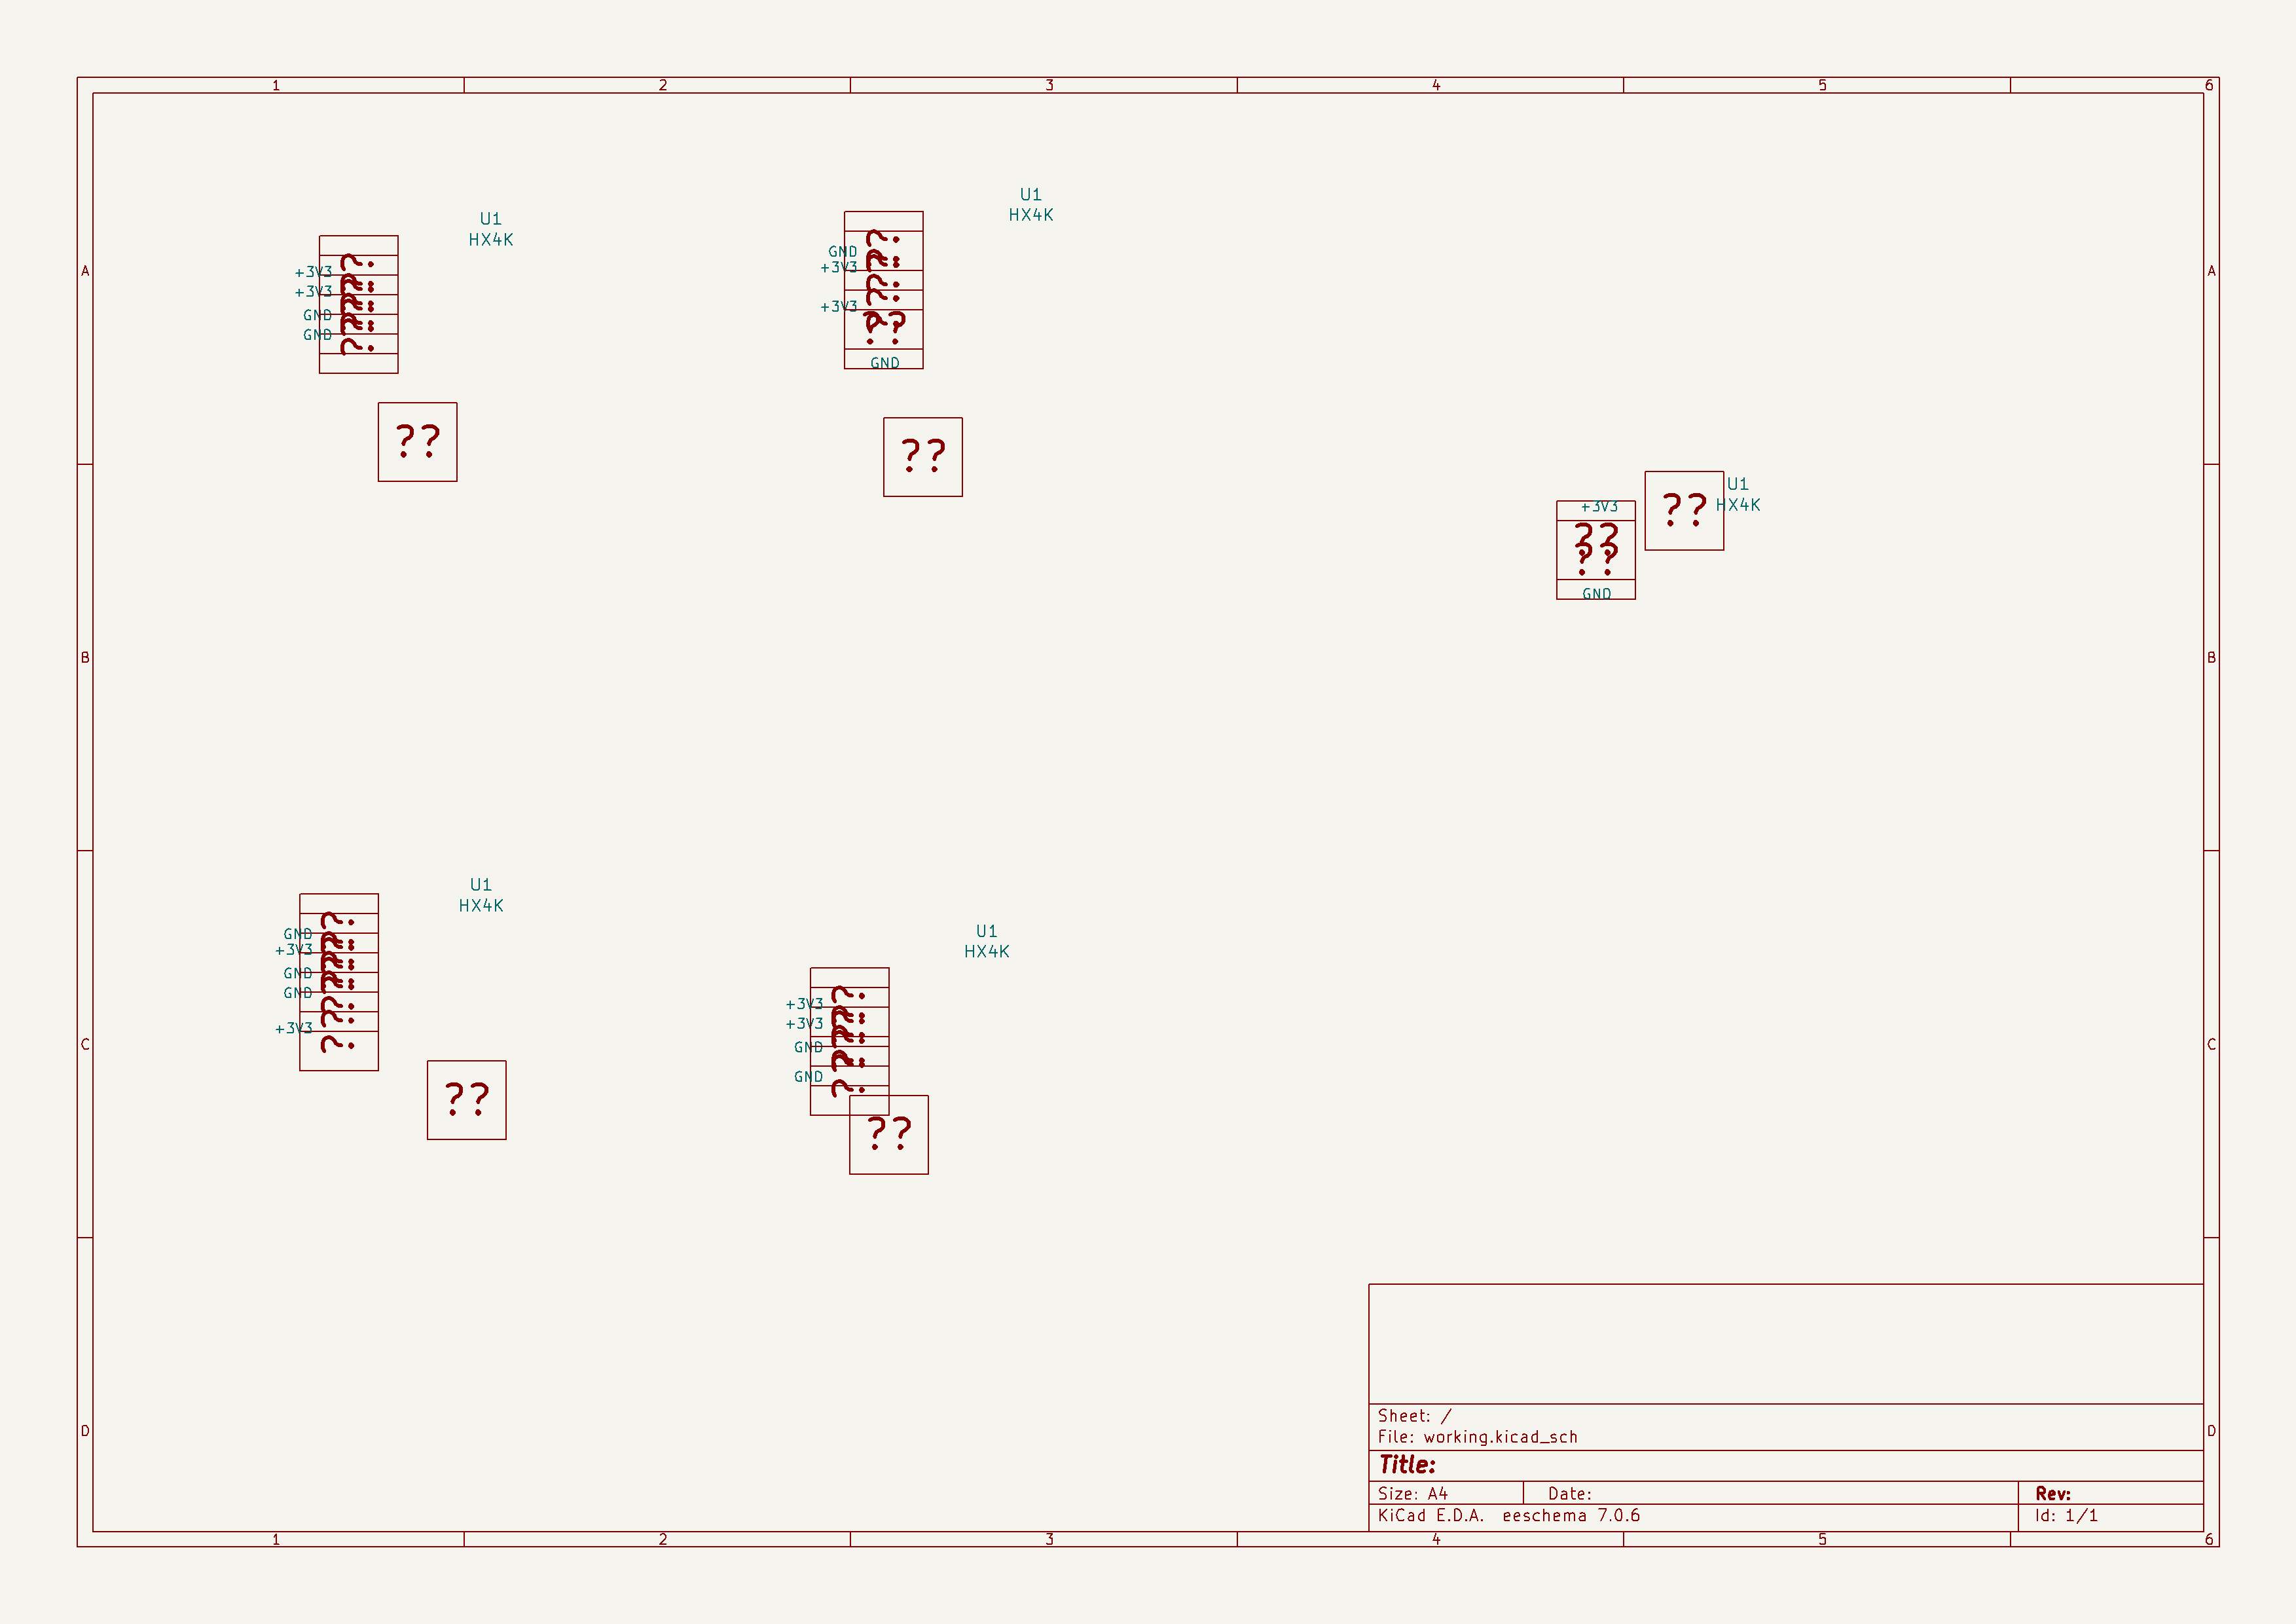 1 2 3 4 5 6
A A
U1
HX4K
+3V3
+3V3
GND
GND
??
U1
HX4K
GND
+3V3
+3V3
??
GND
??
U1
HX4K
??
+3V3
??
??
GND
B B
U1
HX4K
GND
+3V3
GND
GND
+3V3
??
U1
HX4K
+3V3
+3V3
GND
GND
??
C C
D D
Sheet: /
File: working.kicad_sch
Title:
Size: A4 Date: Rev:
KiCad E.D.A. eeschema 7.0.6 Id: 1/1
1 2 3 4 5 6